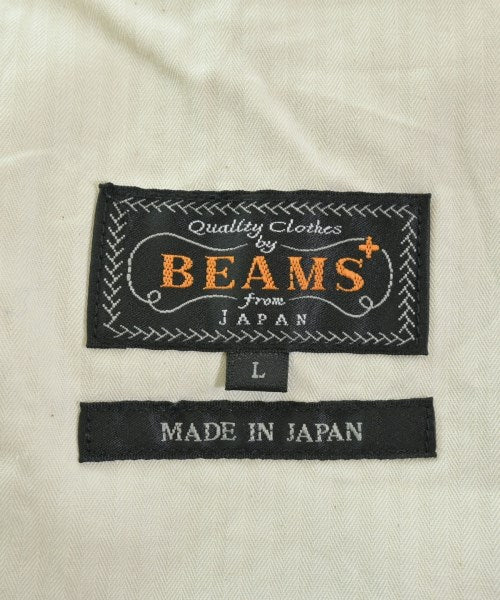 Quality Clothes
by
BEAMS+
from
JAPAN
L
MADE IN JAPAN